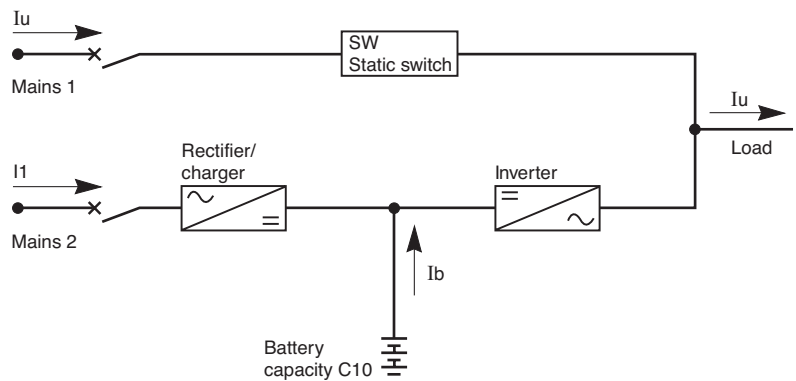 Iu
SW
Static switch
Mains 1
Iu
Load
I1
Rectifier/
charger
Inverter
Mains 2
Ib
Battery
capacity C10